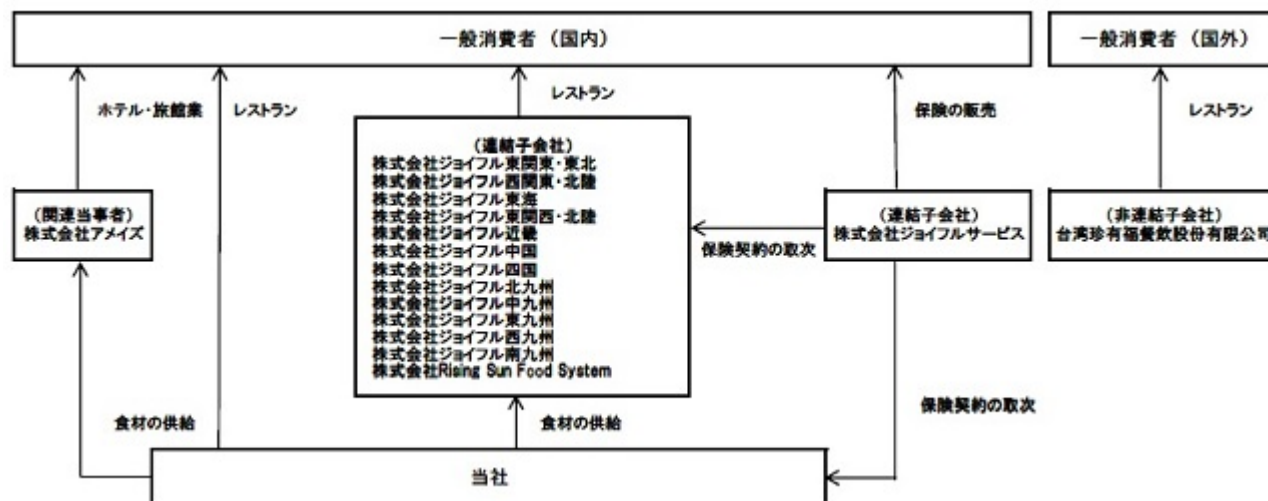 一般消費者 (国内)
一般消費者 (国外)
ホテル・旅館業
レストラン
レストラン
保険の販売
レストラン
(連結子会社)
株式会社ジョイフル東関東・東北
株式会社ジョイフル西関東・北陸
株式会社ジョイフル東海
株式会社ジョイフル東関西・北陸
株式会社ジョイフル近畿
株式会社ジョイフル中国
株式会社ジョイフル四国
株式会社ジョイフル北九州
株式会社ジョイフル中九州
株式会社ジョイフル東九州
株式会社ジョイフル西九州
株式会社ジョイフル南九州
株式会社Rising Sun Food System
(関連当事者)
株式会社アメイズ
保険契約の取次
(連結子会社)
株式会社ジョイフルサービス
(非連結子会社)
台湾珍有福餐飲股份有限公司
食材の供給
食材の供給
保険契約の取次
当社